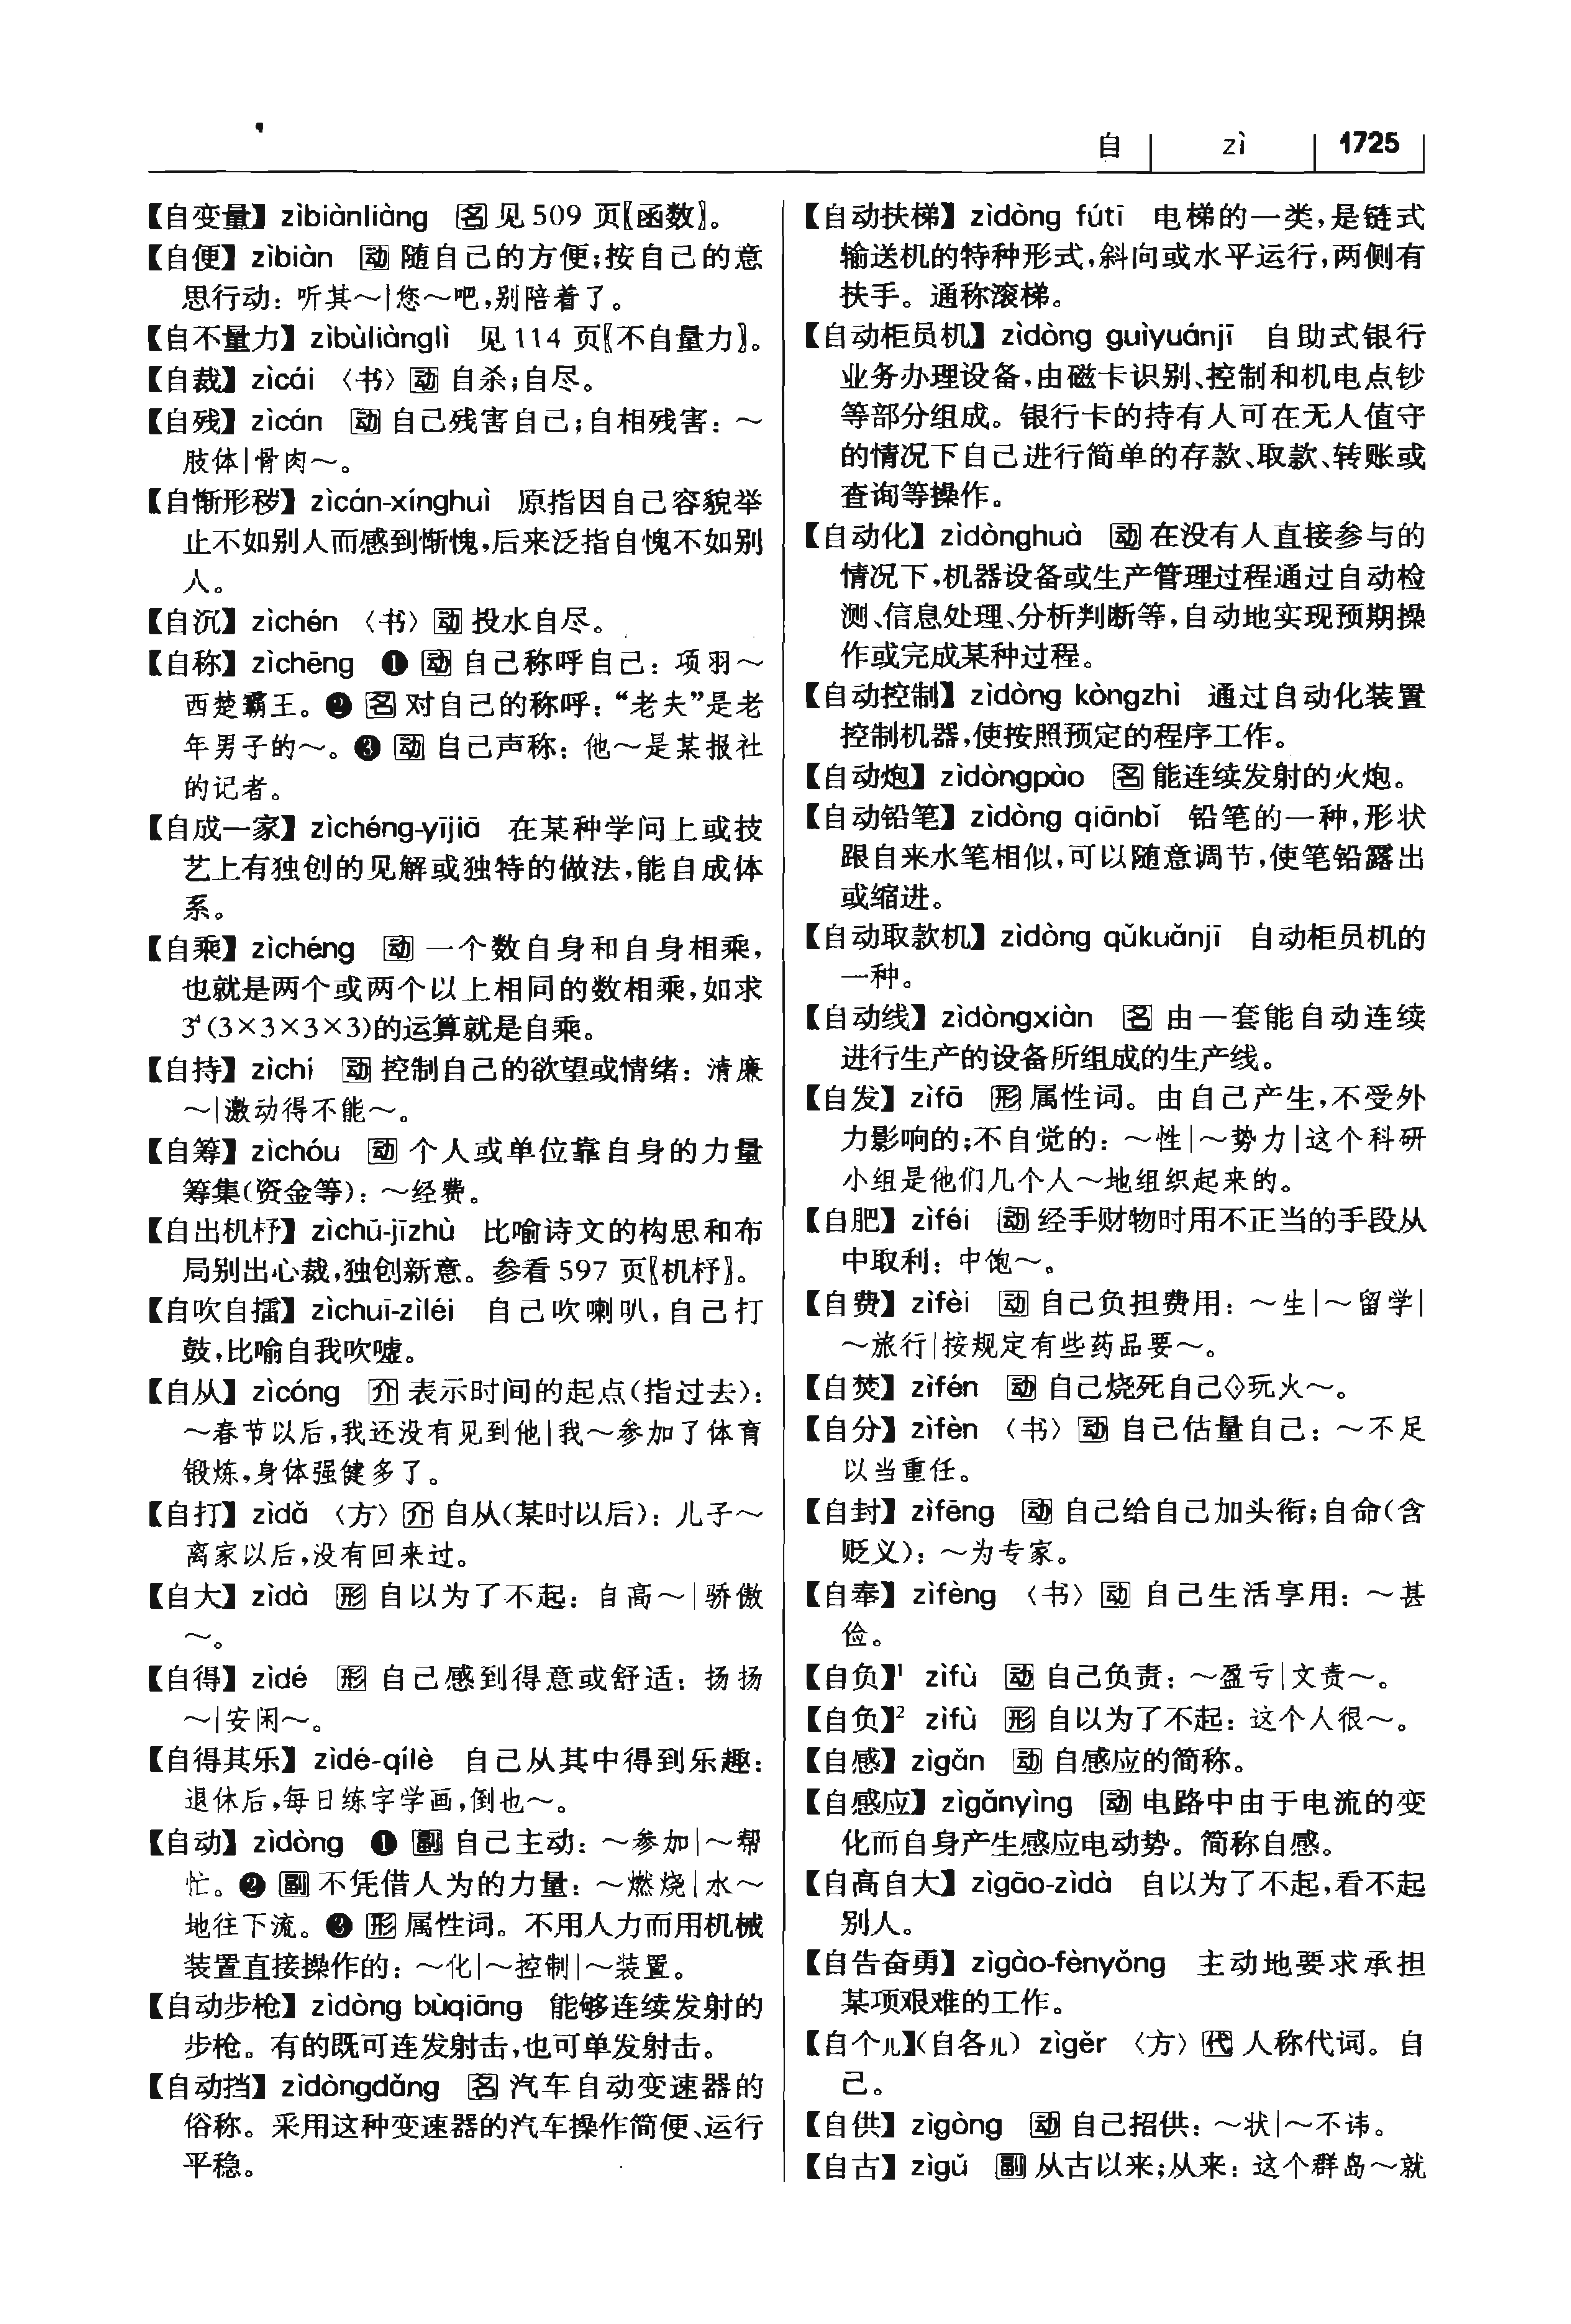 自 zì 1725
【自变量】 zìbiànliàng 名 见 509 页〖函数〗。
【自便】 zìbiàn 动 随自己的方便;按自己的意
思行动：听其～|您～吧,别陪着了。
【自不量力】 zìbùliànglì 见 114 页〖不自量力〗。
【自裁】 zìcái 〈书〉动 自杀;自尽。
【自残】 zìcán 动 自己残害自己;自相残害：～
肢体|骨肉～。
【自惭形秽】 zìcán-xínghuì 原指因自己容貌举
止不如别人而感到惭愧,后来泛指自愧不如别
人。
【自沉】 zìchén 〈书〉动 投水自尽。
【自称】 zìchēng ❶ 动 自己称呼自己：项羽～
西楚霸王。❷ 名 对自己的称呼：“老夫”是老
年男子的～。❸ 动 自己声称：他～是某报社
的记者。
【自成一家】 zìchéng-yījiā 在某种学问上或技
艺上有独创的见解或独特的做法,能自成体
系。
【自乘】 zìchéng 动 一个数自身和自身相乘,
也就是两个或两个以上相同的数相乘,如求
3⁴(3×3×3×3)的运算就是自乘。
【自持】 zìchí 动 控制自己的欲望或情绪：清廉
～|激动得不能～。
【自筹】 zìchóu 动 个人或单位靠自身的力量
筹集(资金等)：～经费。
【自出机杼】 zìchū-jīzhù 比喻诗文的构思和布
局别出心裁,独创新意。参看 597 页〖机杼〗。
【自吹自擂】 zìchuī-zìléi 自己吹喇叭,自己打
鼓,比喻自我吹嘘。
【自从】 zìcóng 介 表示时间的起点(指过去)：
～春节以后,我还没有见到他|我～参加了体育
锻炼,身体强健多了。
【自打】 zìdǎ 〈方〉介 自从(某时以后)：儿子～
离家以后,没有回来过。
【自大】 zìdà 形 自以为了不起：自高～|骄傲
～。
【自得】 zìdé 形 自己感到得意或舒适：扬扬
～|安闲～。
【自得其乐】 zìdé-qílè 自己从其中得到乐趣：
退休后,每日练字学画,倒也～。
【自动】 zìdòng ❶ 副 自己主动：～参加|～帮
忙。❷ 副 不凭借人为的力量：～燃烧|水～
地往下流。❸ 形 属性词。不用人力而用机械
装置直接操作的：～化|～控制|～装置。
【自动步枪】 zìdòng bùqiāng 能够连续发射的
步枪。有的既可连发射击,也可单发射击。
【自动挡】 zìdòngdǎng 名 汽车自动变速器的
俗称。采用这种变速器的汽车操作简便、运行
平稳。
【自动扶梯】 zìdòng fútī 电梯的一类,是链式
输送机的特种形式,斜向或水平运行,两侧有
扶手。通称滚梯。
【自动柜员机】 zìdòng guìyuánjī 自助式银行
业务办理设备,由磁卡识别、控制和机电点钞
等部分组成。银行卡的持有人可在无人值守
的情况下自己进行简单的存款、取款、转账或
查询等操作。
【自动化】 zìdònghuà 动 在没有人直接参与的
情况下,机器设备或生产管理过程通过自动检
测、信息处理、分析判断等,自动地实现预期操
作或完成某种过程。
【自动控制】 zìdòng kòngzhì 通过自动化装置
控制机器,使按照预定的程序工作。
【自动炮】 zìdòngpào 名 能连续发射的火炮。
【自动铅笔】 zìdòng qiānbǐ 铅笔的一种,形状
跟自来水笔相似,可以随意调节,使笔铅露出
或缩进。
【自动取款机】 zìdòng qǔkuǎnjī 自动柜员机的
一种。
【自动线】 zìdòngxiàn 名 由一套能自动连续
进行生产的设备所组成的生产线。
【自发】 zìfā 形 属性词。由自己产生,不受外
力影响的;不自觉的：～性|～势力|这个科研
小组是他们几个人～地组织起来的。
【自肥】 zìféi 动 经手财物时用不正当的手段从
中取利：中饱～。
【自费】 zìfèi 动 自己负担费用：～生|～留学|
～旅行|按规定有些药品要～。
【自焚】 zìfén 动 自己烧死自己◇玩火～。
【自分】 zìfèn 〈书〉动 自己估量自己：～不足
以当重任。
【自封】 zìfēng 动 自己给自己加头衔;自命(含
贬义)：～为专家。
【自奉】 zìfèng 〈书〉动 自己生活享用：～甚
俭。
【自负】¹ zìfù 动 自己负责：～盈亏|文责～。
【自负】² zìfù 形 自以为了不起：这个人很～。
【自感】 zìgǎn 动 自感应的简称。
【自感应】 zìgǎnyìng 动 电路中由于电流的变
化而自身产生感应电动势。简称自感。
【自高自大】 zìgāo-zìdà 自以为了不起,看不起
别人。
【自告奋勇】 zìgào-fènyǒng 主动地要求承担
某项艰难的工作。
【自个儿】(自各儿) zìgěr 〈方〉代 人称代词。自
己。
【自供】 zìgòng 动 自己招供：～状|～不讳。
【自古】 zìgǔ 副 从古以来;从来：这个群岛～就